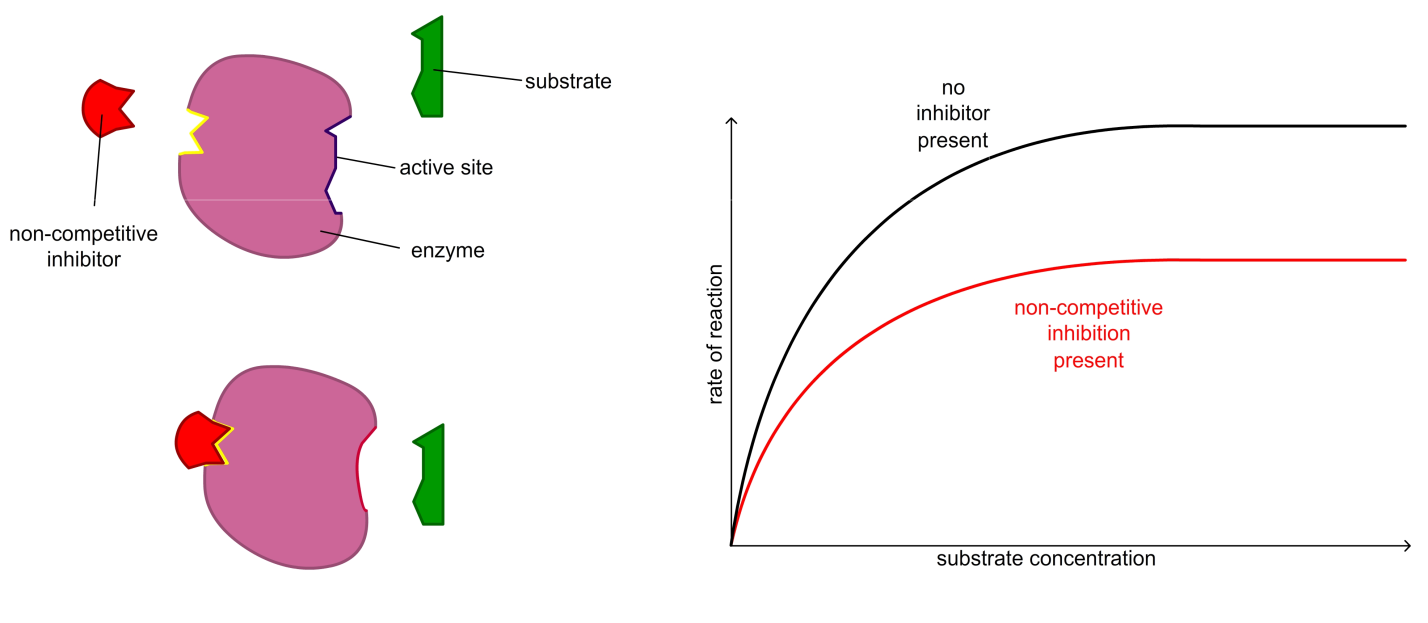 substrate
active site
enzyme
non-competitive
inhibitor
no
inhibitor
present
rate of reaction
non-competitive
inhibition
present
substrate concentration